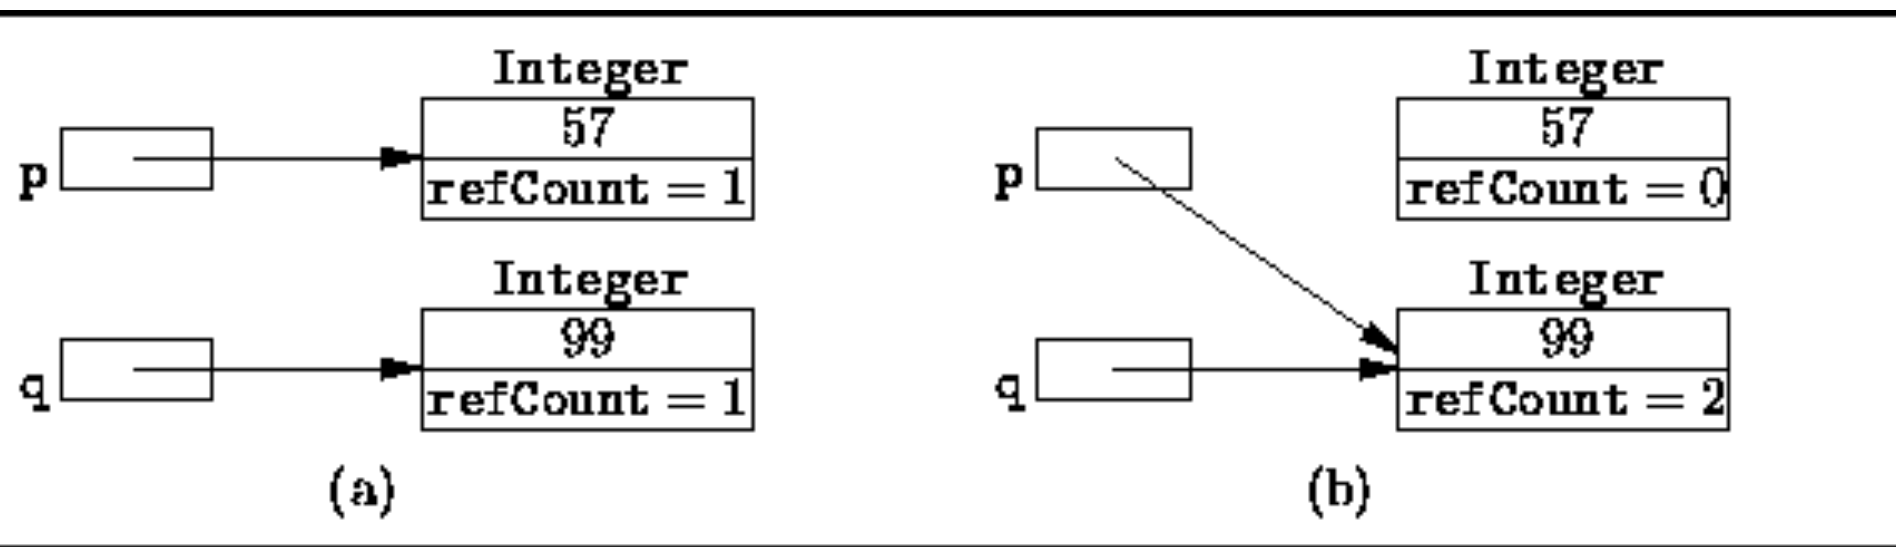 Integer
57
p
refCount = 1
Integer
99
q
refCount = 1
(a)
Integer
57
p
refCount = 0
Integer
99
q
refCount = 2
(b)